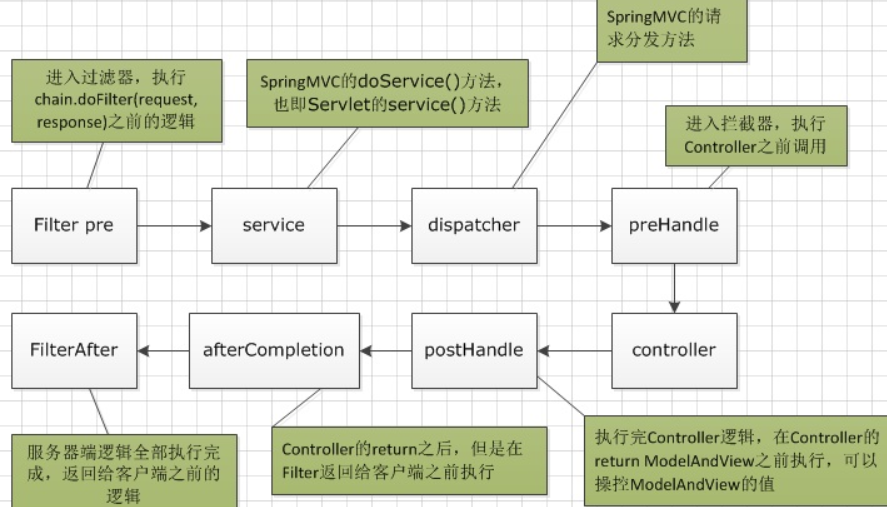 SpringMVC的请
求分发方法
进入过滤器，执行
chain.doFilter(request,
response)之前的逻辑
SpringMVC的doService()方法，
也即Servlet的service()方法
进入拦截器，执行
Controller之前调用
Filter pre
service
dispatcher
preHandle
FilterAfter
afterCompletion
postHandle
controller
服务器端逻辑全部执行完
成，返回给客户端之前的
逻辑
Controller的return之后，但是在
Filter返回给客户端之前执行
执行完Controller逻辑，在Controller的
return ModelAndView之前执行，可以
操控ModelAndView的值